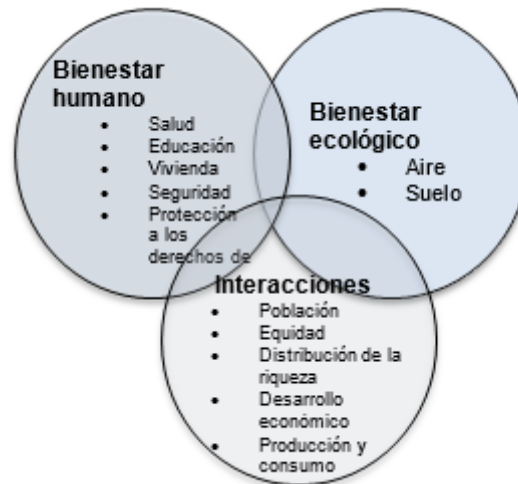 Bienestar
humano
• Salud
• Educación
• Vivienda
• Seguridad
• Protección
a los
derechos de
Bienestar
ecológico
• Aire
• Suelo
Interacciones
• Población
• Equidad
• Distribución de la
riqueza
• Desarrollo
económico
• Producción y
consumo